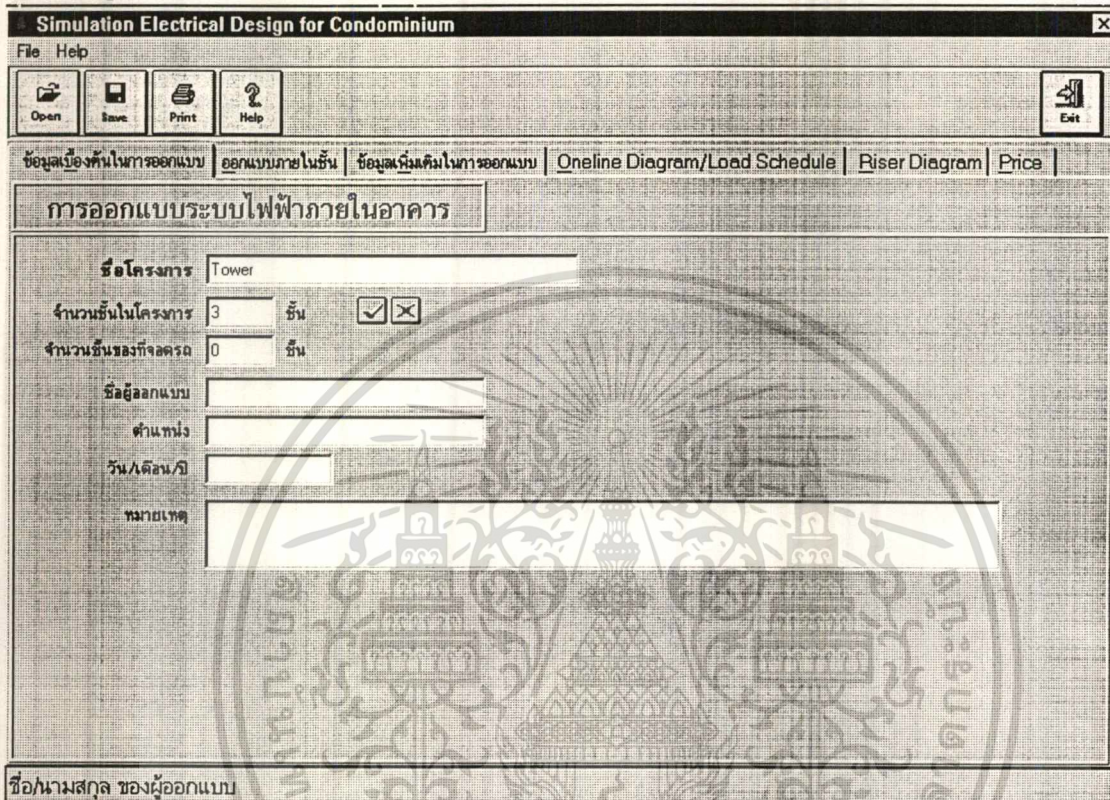 Simulation Electrical Design for Condominium
File Help
Open Save Print Help Exit
ข้อมูลเบื้องต้นในการออกแบบ ออกแบบภายในชั้น ข้อมูลเพิ่มเติมในการออกแบบ Oneline Diagram/Load Schedule Riser Diagram Price
การออกแบบระบบไฟฟ้าภายในอาคาร
ชื่อโครงการ Tower
จำนวนชั้นในโครงการ 3 ชั้น
จำนวนชั้นของที่จอดรถ 0 ชั้น
ชื่อผู้ออกแบบ
ตำแหน่ง
วัน/เดือน/ปี
หมายเหตุ
ชื่อ/นามสกุล ของผู้ออกแบบ